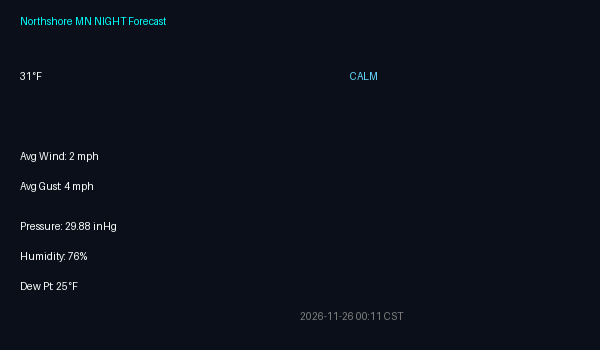 Northshore MN NIGHT Forecast
31°F
CALM
Avg Wind: 2 mph
Avg Gust: 4 mph
Pressure: 29.88 inHg
Humidity: 76%
Dew Pt: 25°F
2026-11-26 00:11 CST